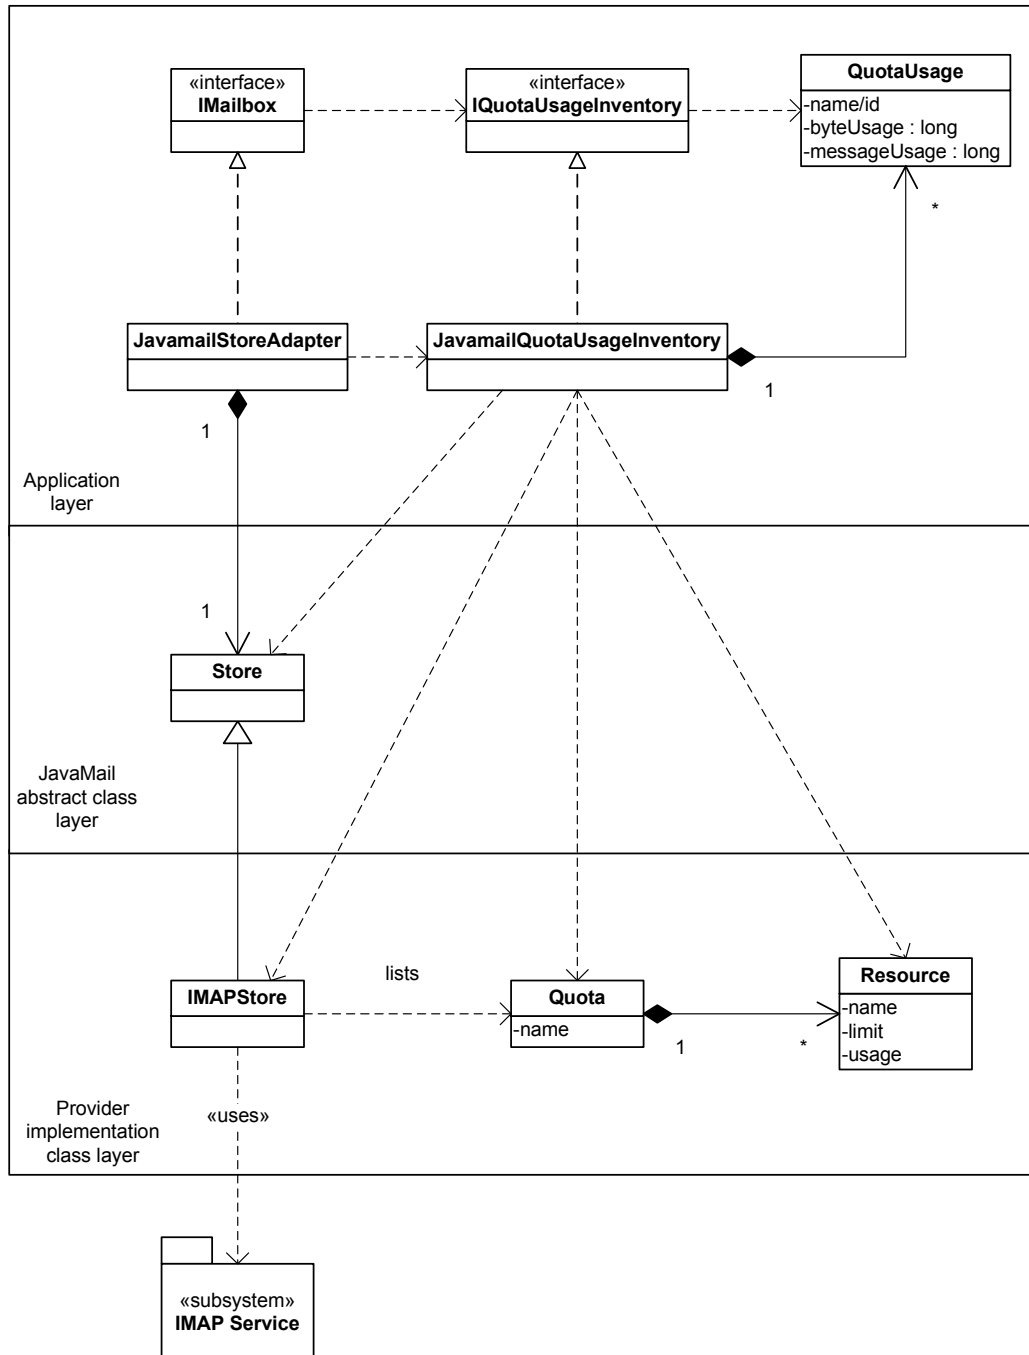 «interface»
IMailbox
«interface»
IQuotaUsageInventory
QuotaUsage
-name/id
-byteUsage : long
-messageUsage : long
*
JavamailStoreAdapter
JavamailQuotaUsageInventory
1
1
Application
layer
1
Store
JavaMail
abstract class
layer
IMAPStore
lists
Quota
-name
1
*
Resource
-name
-limit
-usage
«uses»
Provider
implementation
class layer
«subsystem»
IMAP Service